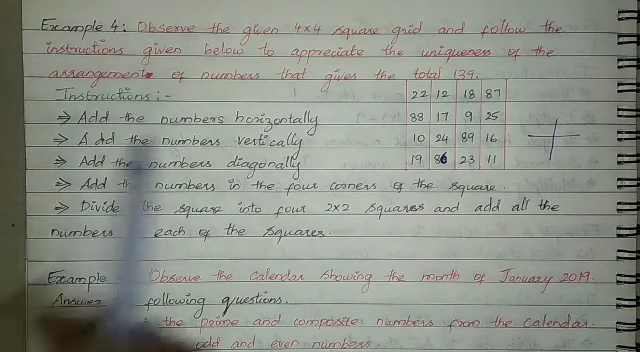 Example 4: Observe the given 4x4 square grid and follow the
instructions given below to appreciate the uniqueness of the
arrangement of numbers that gives the total 139.
Instructions:-
22 12 18 87
⇒ Add the numbers horizontally
88 17 9 25
⇒ Add the numbers vertically
10 24 89 16
⇒ Add the numbers diagonally
19 86 23 11
⇒ Add the numbers in the four corners of the square.
⇒ Divide the square into four 2x2 squares and add all the
numbers each of the squares.
Example Observe the Calendar showing the month of January 2019.
Answer following questions.
the prime and composite numbers from the calendar.
odd and even numbers